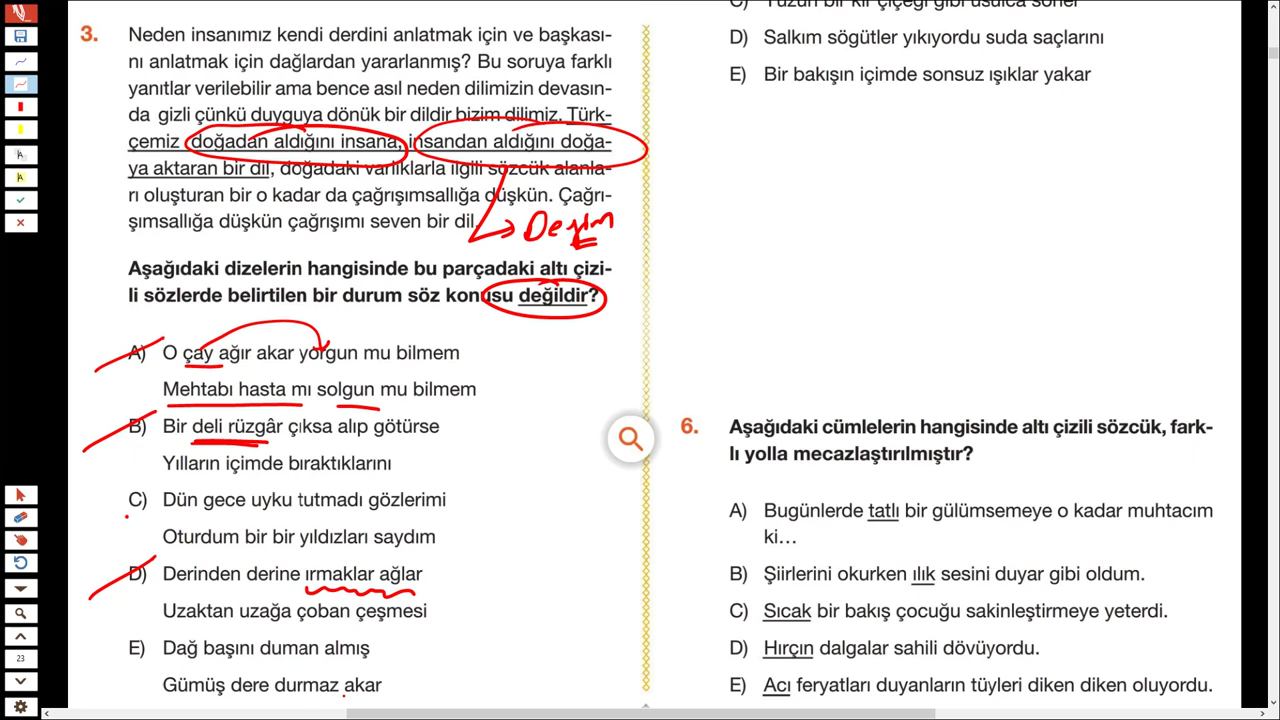 3.
Neden insanımız kendi derdini anlatmak için ve başkası-
nı anlatmak için dağlardan yararlanmış? Bu soruya farklı
yanıtlar verilebilir ama bence asıl neden dilimizin devasın-
da gizli çünkü duyguya dönük bir dildir bizim dilimiz. Türk-
çemiz doğadan aldığını insana, insandan aldığını doğa-
ya aktaran bir dil, doğadaki varlıklarla ilgili sözcük alanla-
rı oluşturan bir o kadar da çağrışımsallığa düşkün. Çağrı-
şımsallığa düşkün çağrışımı seven bir dil.
Deyim
Aşağıdaki dizelerin hangisinde bu parçadaki altı çizi-
li sözlerde belirtilen bir durum söz konusu değildir?
A) O çay ağır akar yorgun mu bilmem
Mehtabı hasta mı solgun mu bilmem
B) Bir deli rüzgâr çıksa alıp götürse
Yılların içimde bıraktıklarını
C) Dün gece uyku tutmadı gözlerimi
Oturdum bir bir yıldızları saydım
D) Derinden derine ırmaklar ağlar
Uzaktan uzağa çoban çeşmesi
E) Dağ başını duman almış
Gümüş dere durmaz akar
C) Yüzün bir kır çiçeği gibi usulca söner
D) Salkım sögütler yıkıyordu suda saçlarını
E) Bir bakışın içimde sonsuz ışıklar yakar
6. Aşağıdaki cümlelerin hangisinde altı çizili sözcük, fark-
lı yolla mecazlaştırılmıştır?
A) Bugünlerde tatlı bir gülümsemeye o kadar muhtacım
ki...
B) Şiirlerini okurken ılık sesini duyar gibi oldum.
C) Sıcak bir bakış çocuğu sakinleştirmeye yeterdi.
D) Hırçın dalgalar sahili dövüyordu.
E) Acı feryatları duyanların tüyleri diken diken oluyordu.
23